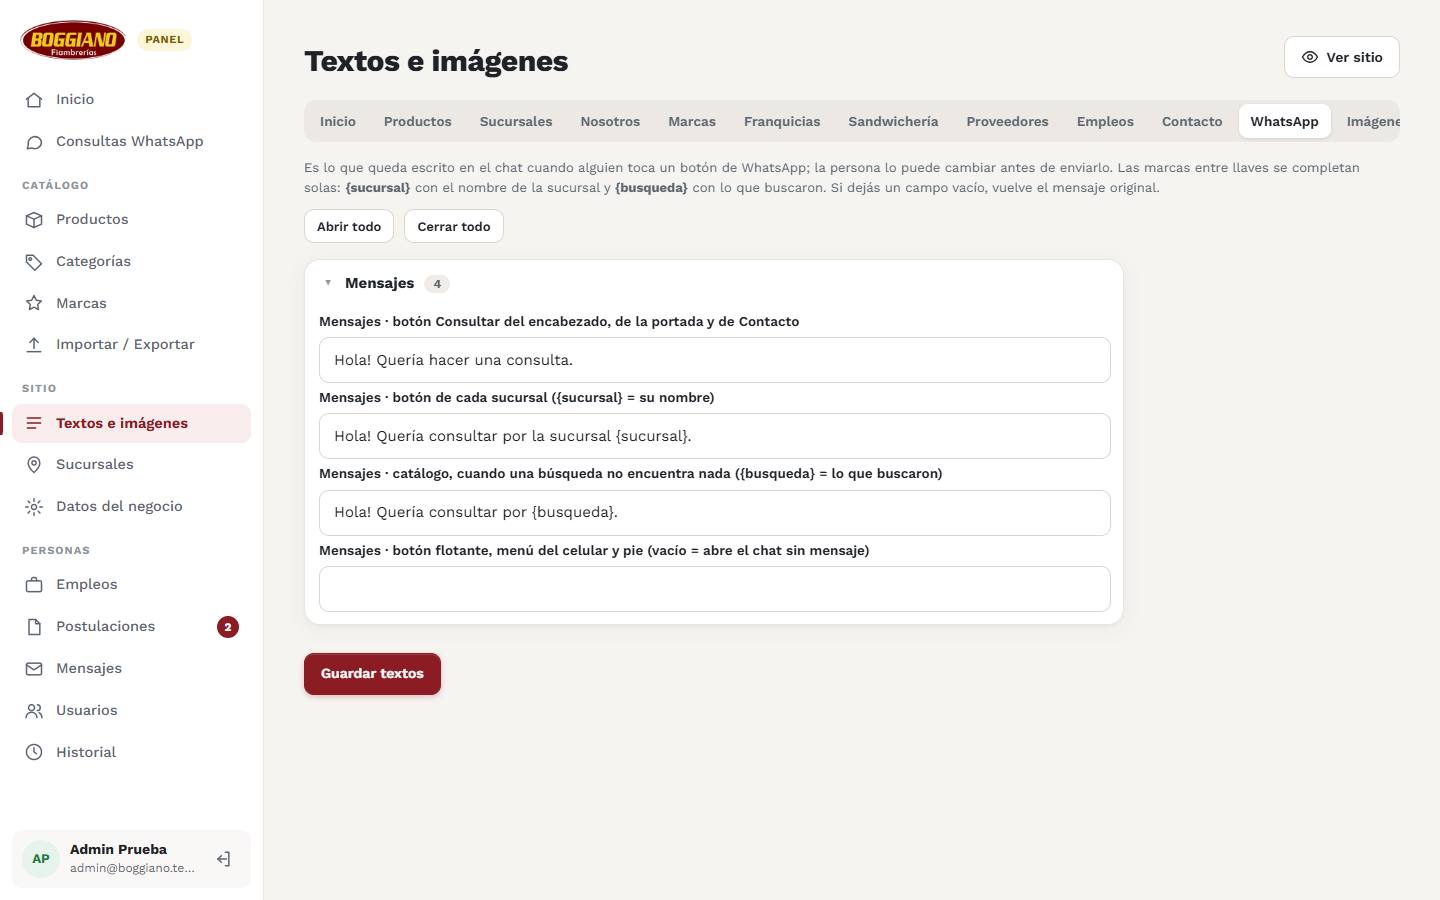 BOGGIANO
Fiambrerías
PANEL
Inicio
Consultas WhatsApp
CATÁLOGO
Productos
Categorías
Marcas
Importar / Exportar
SITIO
Textos e imágenes
Sucursales
Datos del negocio
PERSONAS
Empleos
Postulaciones 2
Mensajes
Usuarios
Historial
AP
Admin Prueba
admin@boggiano.te...
Textos e imágenes
Ver sitio
Inicio Productos Sucursales Nosotros Marcas Franquicias Sandwichería Proveedores Empleos Contacto WhatsApp Imágene
Es lo que queda escrito en el chat cuando alguien toca un botón de WhatsApp; la persona lo puede cambiar antes de enviarlo. Las marcas entre llaves se completan
solas: {sucursal} con el nombre de la sucursal y {busqueda} con lo que buscaron. Si dejás un campo vacío, vuelve el mensaje original.
Abrir todo Cerrar todo
Mensajes 4
Mensajes · botón Consultar del encabezado, de la portada y de Contacto
Hola! Quería hacer una consulta.
Mensajes · botón de cada sucursal ({sucursal} = su nombre)
Hola! Quería consultar por la sucursal {sucursal}.
Mensajes · catálogo, cuando una búsqueda no encuentra nada ({busqueda} = lo que buscaron)
Hola! Quería consultar por {busqueda}.
Mensajes · botón flotante, menú del celular y pie (vacío = abre el chat sin mensaje)
Guardar textos